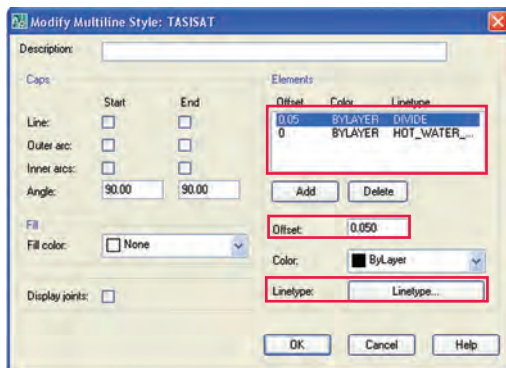 Modify Multiline Style: TASISAT
Description:
Caps
Start End
Line:
Outer arc:
Inner arcs:
Angle: 90.00 90.00
Fill
Fill color: None
Display joints:
Elements
Offset Color Linetype
0.05 BYLAYER DIVIDE
0 BYLAYER HOT_WATER_...
Add Delete
Offset: 0.050
Color: ByLayer
Linetype: Linetype...
OK Cancel Help